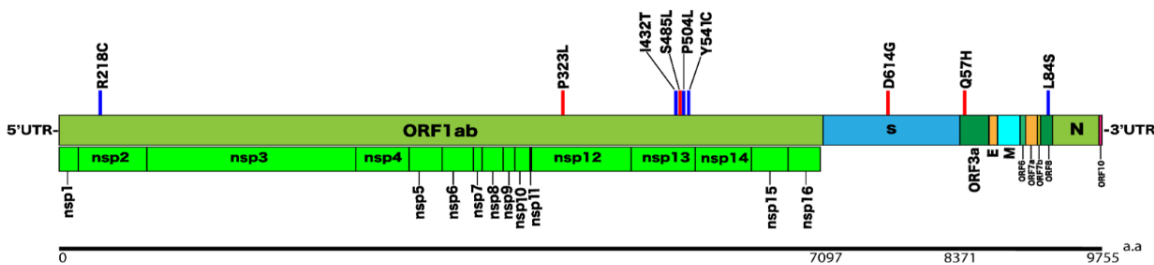 R218C
P323L
I432T
S485L
P504L
Y541C
D614G
Q57H
L84S
5'UTR
ORF1ab
S
N
3'UTR
nsp2
nsp3
nsp4
nsp12
nsp13
nsp14
nsp1
nsp5
nsp6
nsp7
nsp8
nsp9
nsp10
nsp11
nsp15
nsp16
ORF3a
E
M
ORF6
ORF7a
ORF7b
ORF8
ORF10
0
7097
8371
9755
a.a